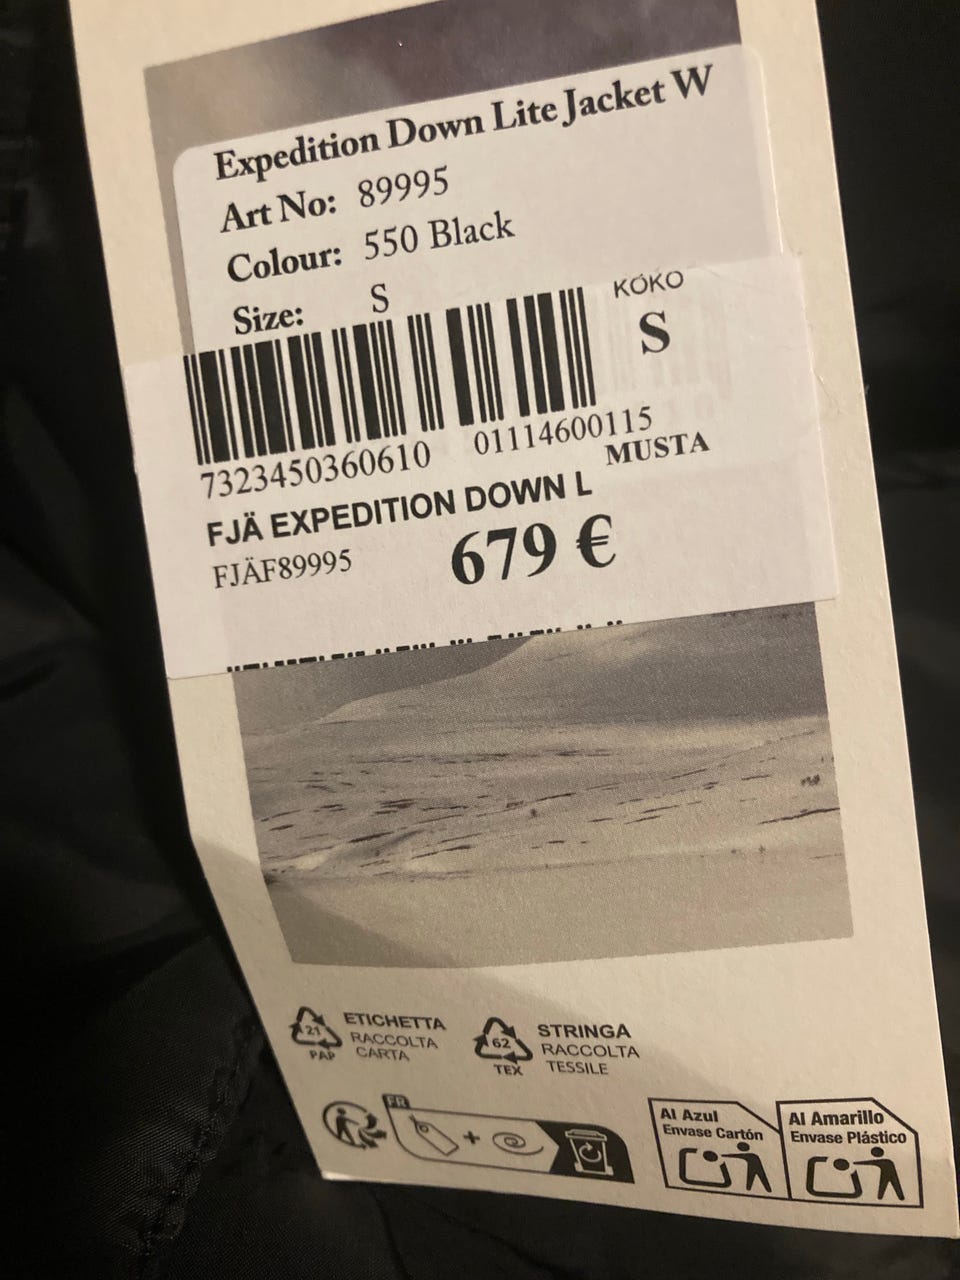 Expedition Down Lite Jacket W
Art No: 89995
Colour: 550 Black
Size: S
KOKO
S
7323450360610 01114600115
MUSTA
FJÄ EXPEDITION DOWN L
FJÄF89995 679 €
21
PAP
ETICHETTA
RACCOLTA
CARTA
62
TEX
STRINGA
RACCOLTA
TESSILE
FR
+
Al Azul
Envase Cartón
Al Amarillo
Envase Plástico